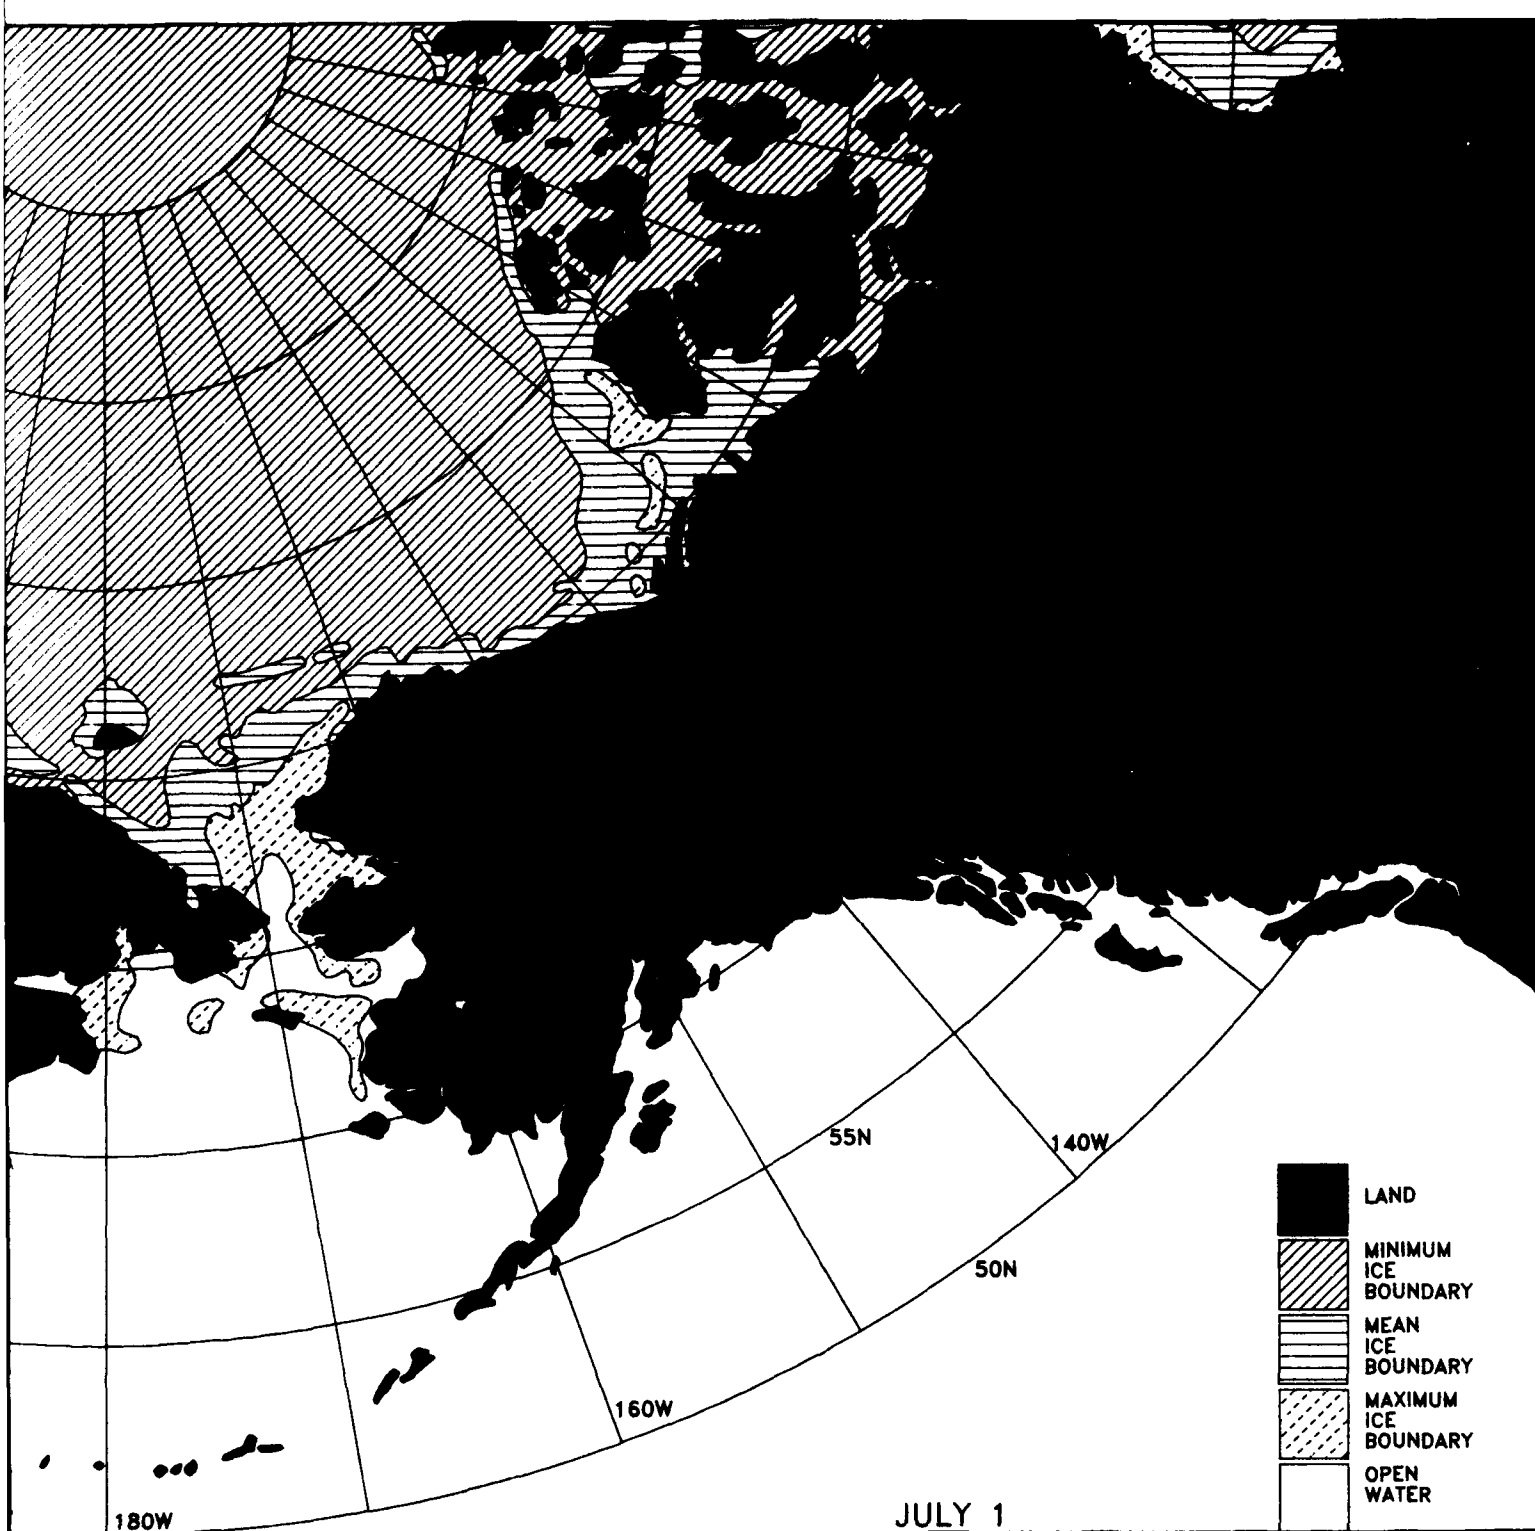 55N
140W
50N
160W
180W
JULY 1
LAND
MINIMUM
ICE
BOUNDARY
MEAN
ICE
BOUNDARY
MAXIMUM
ICE
BOUNDARY
OPEN
WATER